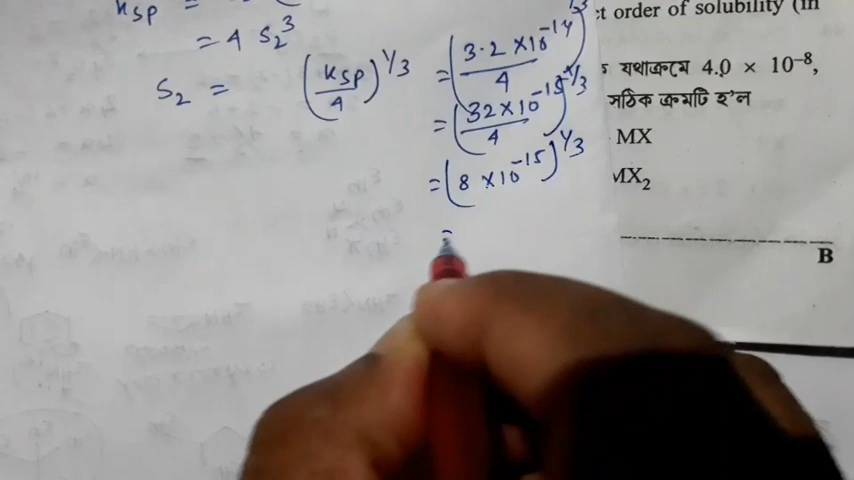 Ksp =
= 4 S₂³
S₂ = (Ksp/4)^1/3 = (3.2 × 10⁻¹⁴/4)^1/3
= (32 × 10⁻¹⁵/4)^1/3
= (8 × 10⁻¹⁵)^1/3
=
t order of solubility (in
যথাক্রমে 4.0 × 10⁻⁸,
সঠিক ক্রমটি হ'ল
MX
MX₂
B